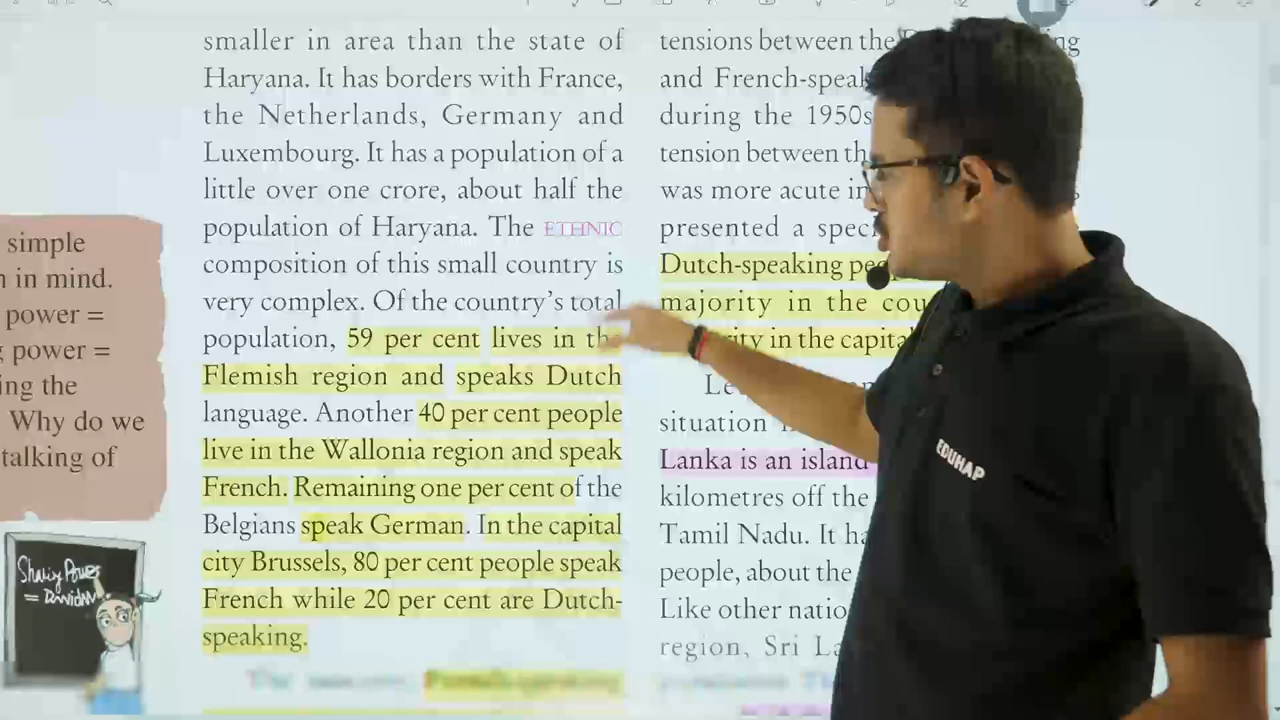 simple
in mind.
power =
power =
ing the
Why do we
talking of
Sharing Power
=
smaller in area than the state of
Haryana. It has borders with France,
the Netherlands, Germany and
Luxembourg. It has a population of a
little over one crore, about half the
population of Haryana. The ETHNIC
composition of this small country is
very complex. Of the country's total
population, 59 per cent lives in the
Flemish region and speaks Dutch
language. Another 40 per cent people
live in the Wallonia region and speak
French. Remaining one per cent of the
Belgians speak German. In the capital
city Brussels, 80 per cent people speak
French while 20 per cent are Dutch-
speaking.
tensions between the
and French-speak
during the 1950s
tension between th
was more acute in
presented a speci
Dutch-speaking peo
majority in the cou
rity in the capital
Le
situation
Lanka is an island
kilometres off the
Tamil Nadu. It ha
people, about the
Like other natio
region, Sri La
EDUHAP